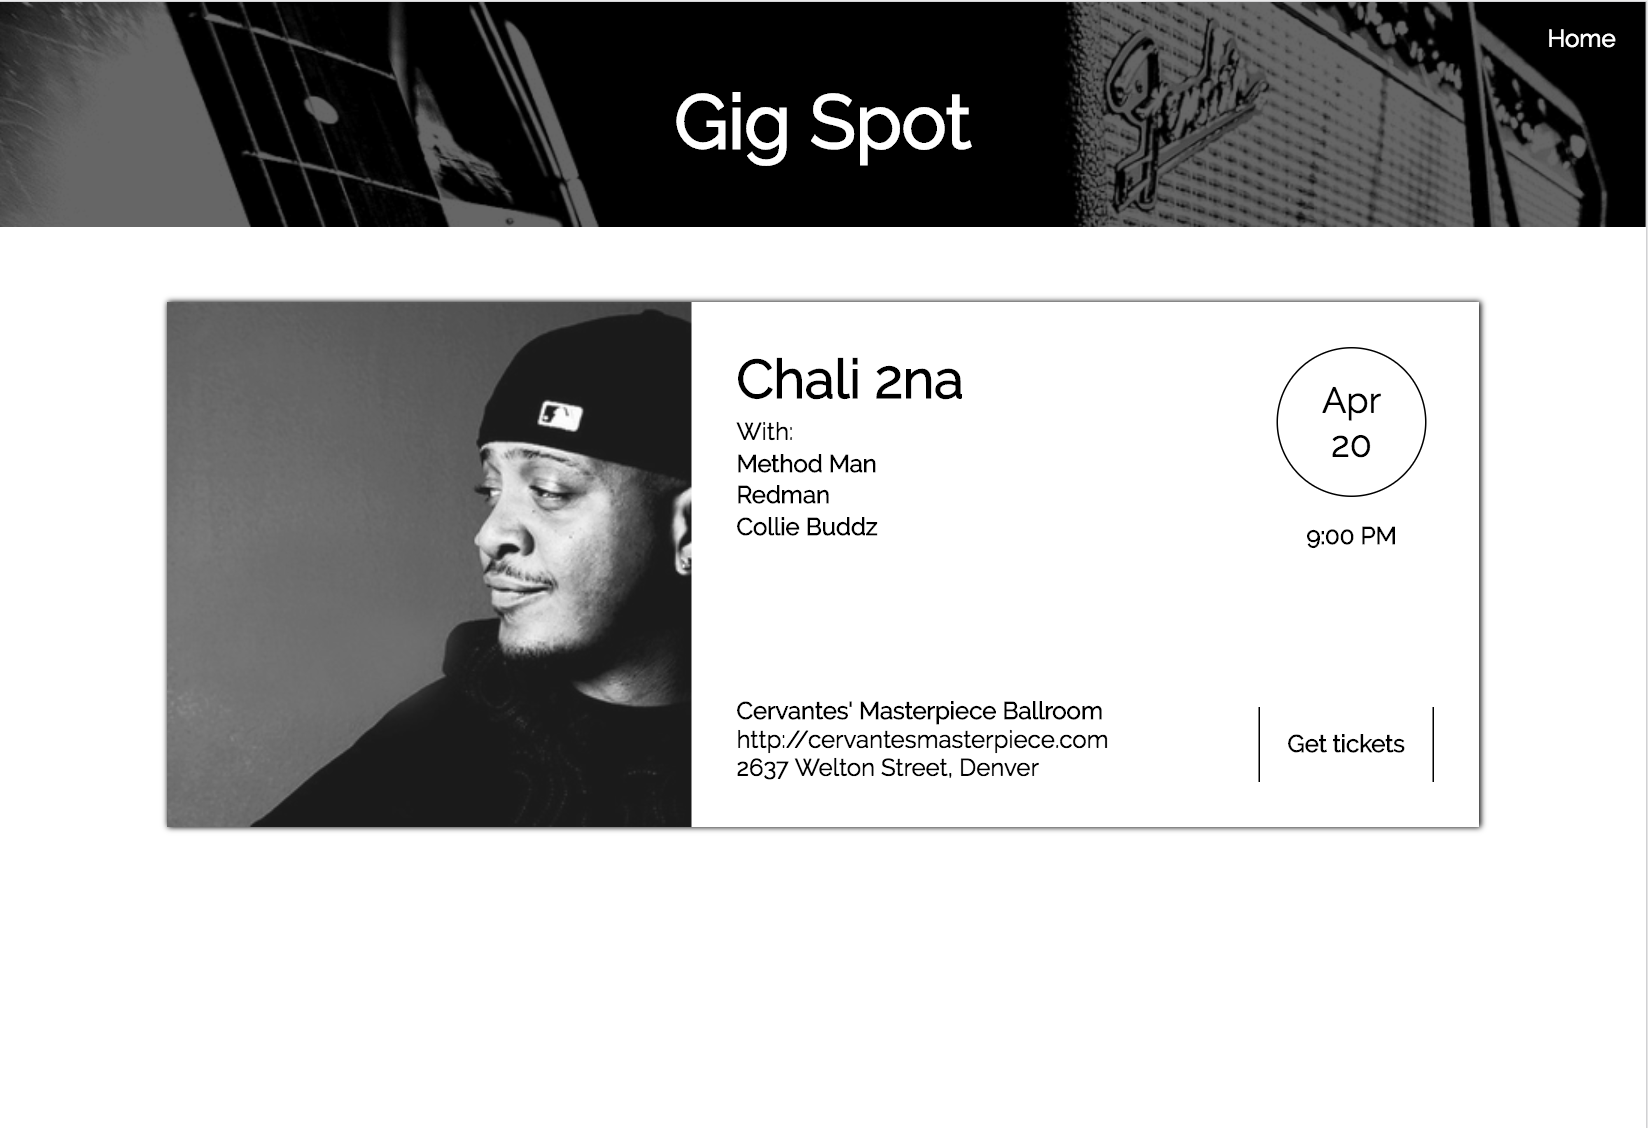 Home
Gig Spot
Chali 2na
With:
Method Man
Redman
Collie Buddz
Apr
20
9:00 PM
Cervantes' Masterpiece Ballroom
http://cervantesmasterpiece.com
2637 Welton Street, Denver
Get tickets